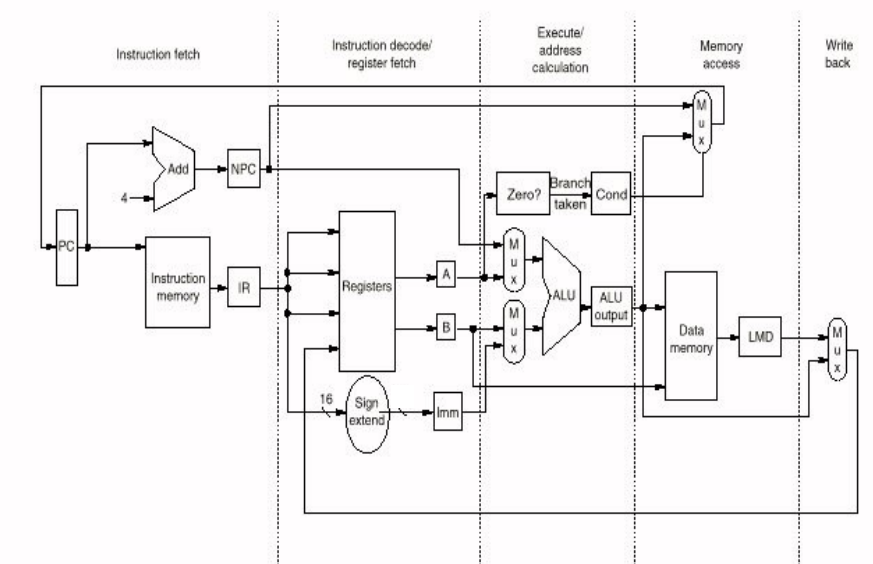 Instruction fetch
Instruction decode/
register fetch
Execute/
address
calculation
Memory
access
Write
back
M
u
x
Add
NPC
4
Zero?
Branch
taken
Cond
PC
Instruction
memory
IR
Registers
A
B
M
u
x
M
u
x
ALU
ALU
output
Data
memory
LMD
M
u
x
16
Sign
extend
Imm